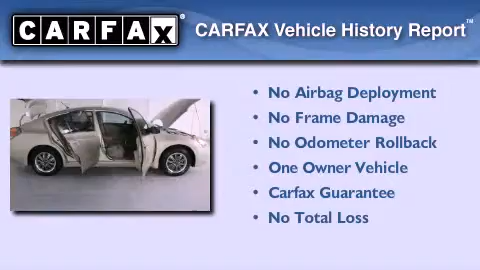 CARFAX
CARFAX Vehicle History Report™
• No Airbag Deployment
• No Frame Damage
• No Odometer Rollback
• One Owner Vehicle
• Carfax Guarantee
• No Total Loss